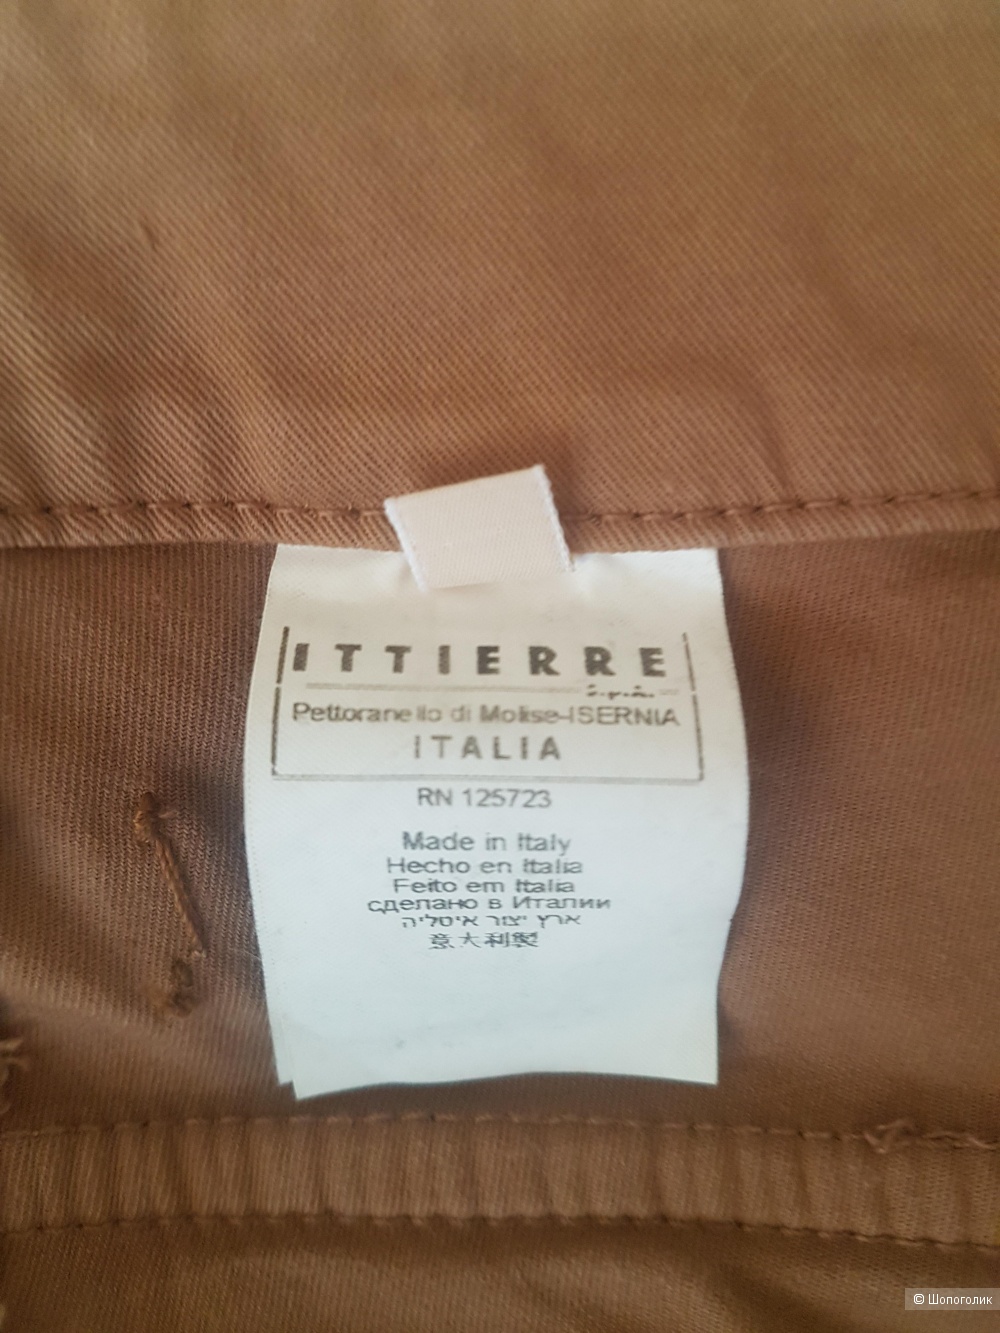 ITTIERRE
s.p.a.
Pettoranello di Molise-ISERNIA
ITALIA
RN 125723
Made in Italy
Hecho en Italia
Feito em Italia
сделано в Италии
ארץ יצור איטליה
意大利製
© Шопоголик